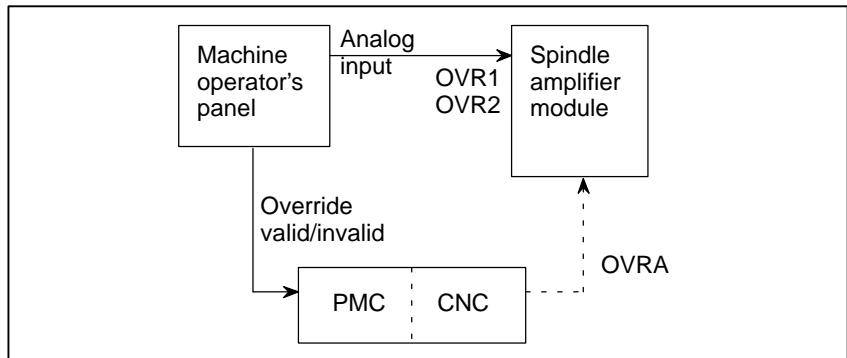 Machine
operator's
panel
Analog
input
OVR1
OVR2
Spindle
amplifier
module
Override
valid/invalid
OVRA
PMC
CNC